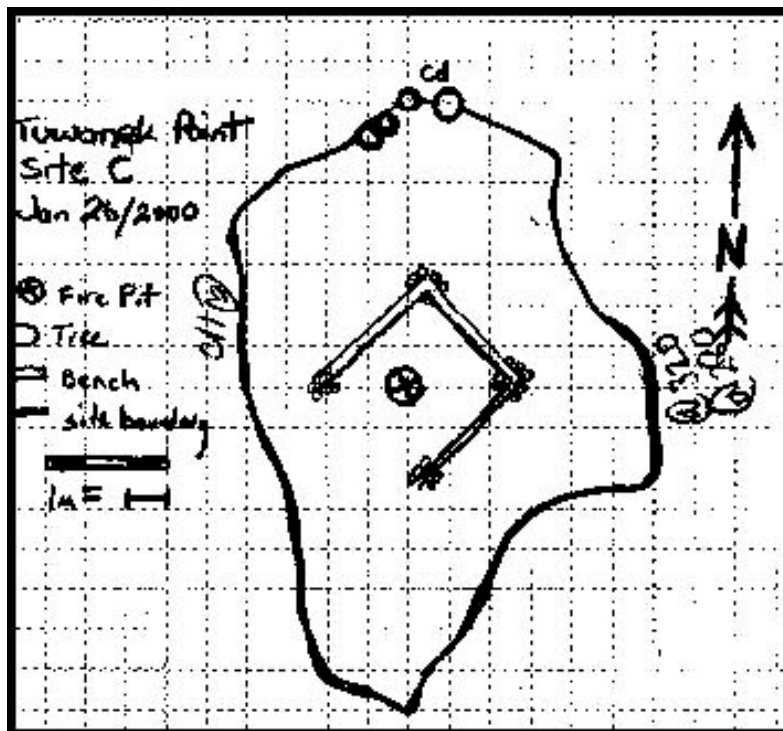 Cd
Tuwanek Point
Site C
Jan 26/2000
Fire Pit
Tree
Bench
site boundary
1m =
N